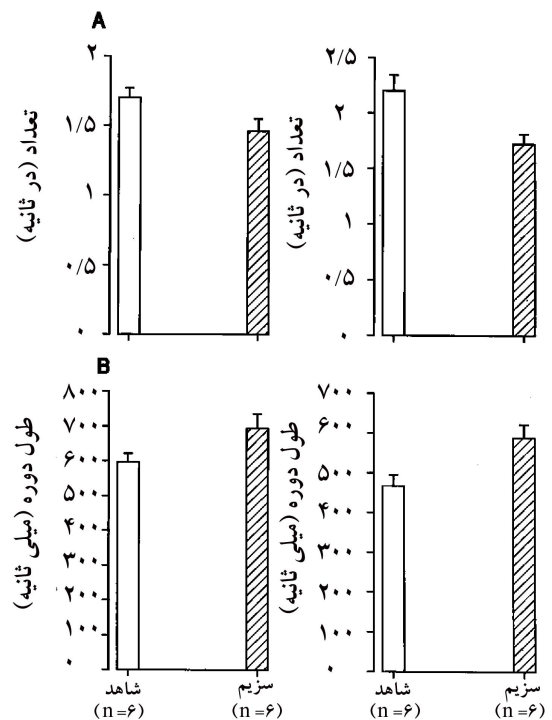 A
تعداد (در ثانیه)
۲
۱/۵
۱
۰/۵
۰
تعداد (در ثانیه)
۲/۵
۲
۱/۵
۱
۰/۵
۰
B
طول دوره (میلی ثانیه)
۸۰۰
۷۰۰
۶۰۰
۵۰۰
۴۰۰
۳۰۰
۲۰۰
۱۰۰
۰
شاهد
(n=۶)
سزیم
(n=۶)
طول دوره (میلی ثانیه)
۷۰۰
۶۰۰
۵۰۰
۴۰۰
۳۰۰
۲۰۰
۱۰۰
۰
شاهد
(n=۶)
سزیم
(n=۶)